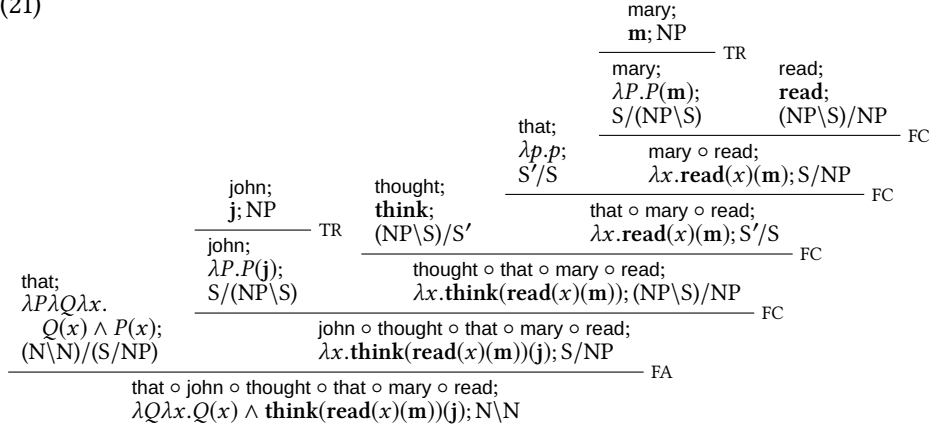 (21)
mary;
m; NP
TR
mary;
λP.P(m);
S/(NP\S)
read;
read;
(NP\S)/NP
FC
that;
λp.p;
S′/S
mary ∘ read;
λx.read(x)(m); S/NP
FC
john;
j; NP
TR
john;
λP.P(j);
S/(NP\S)
thought;
think;
(NP\S)/S′
that ∘ mary ∘ read;
λx.read(x)(m); S′/S
FC
that;
λPλQλx.
Q(x) ∧ P(x);
(N\N)/(S/NP)
thought ∘ that ∘ mary ∘ read;
λx.think(read(x)(m)); (NP\S)/NP
FC
john ∘ thought ∘ that ∘ mary ∘ read;
λx.think(read(x)(m))(j); S/NP
FA
that ∘ john ∘ thought ∘ that ∘ mary ∘ read;
λQλx.Q(x) ∧ think(read(x)(m))(j); N\N